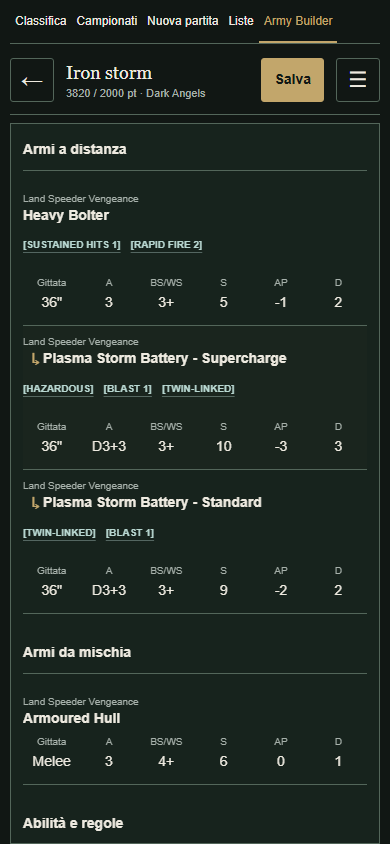 Classifica Campionati Nuova partita Liste Army Builder
← Iron storm
3820 / 2000 pt · Dark Angels
Salva
☰
Armi a distanza
Land Speeder Vengeance
Heavy Bolter
[SUSTAINED HITS 1] [RAPID FIRE 2]
Gittata A BS/WS S AP D
36" 3 3+ 5 -1 2
Land Speeder Vengeance
↳ Plasma Storm Battery - Supercharge
[HAZARDOUS] [BLAST 1] [TWIN-LINKED]
Gittata A BS/WS S AP D
36" D3+3 3+ 10 -3 3
Land Speeder Vengeance
↳ Plasma Storm Battery - Standard
[TWIN-LINKED] [BLAST 1]
Gittata A BS/WS S AP D
36" D3+3 3+ 9 -2 2
Armi da mischia
Land Speeder Vengeance
Armoured Hull
Gittata A BS/WS S AP D
Melee 3 4+ 6 0 1
Abilità e regole